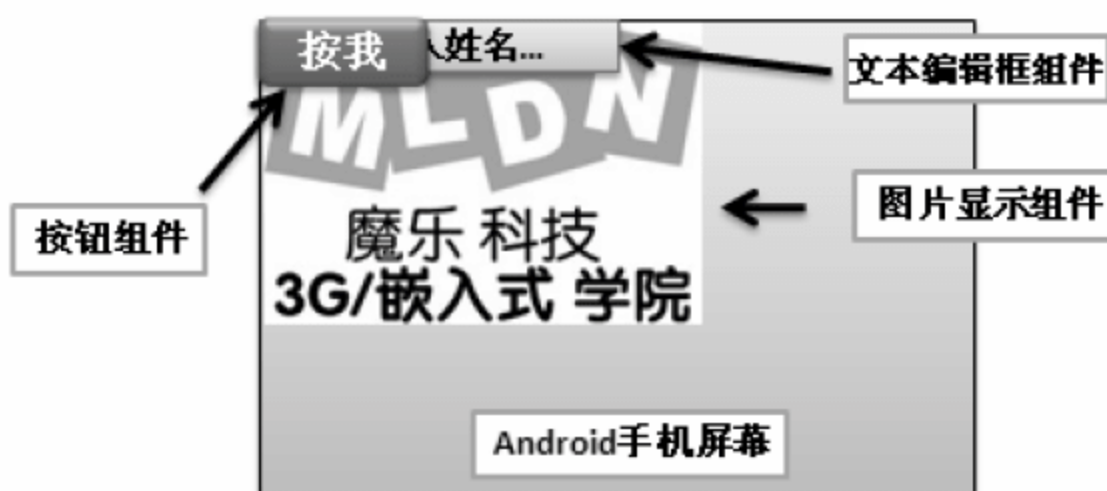 按我
入姓名...
文本编辑框组件
MLDN
图片显示组件
按钮组件
魔乐 科技
3G/嵌入式 学院
Android手机屏幕